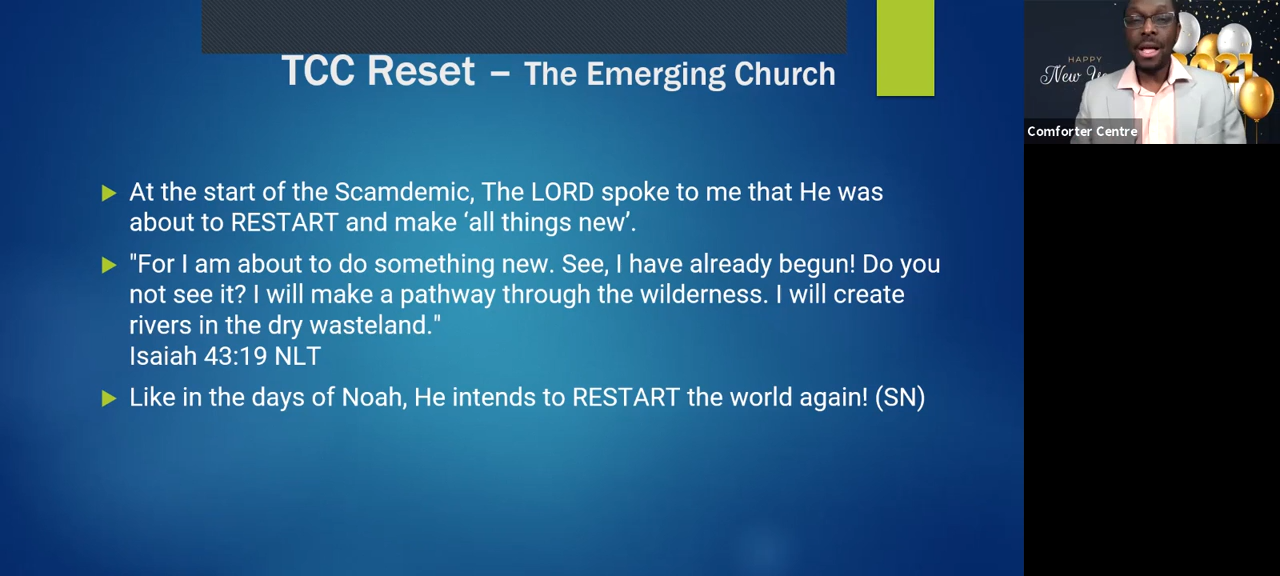 TCC Reset – The Emerging Church
At the start of the Scamdemic, The LORD spoke to me that He was
about to RESTART and make ‘all things new’.
"For I am about to do something new. See, I have already begun! Do you
not see it? I will make a pathway through the wilderness. I will create
rivers in the dry wasteland."
Isaiah 43:19 NLT
Like in the days of Noah, He intends to RESTART the world again! (SN)
HAPPY
New
Comforter Centre